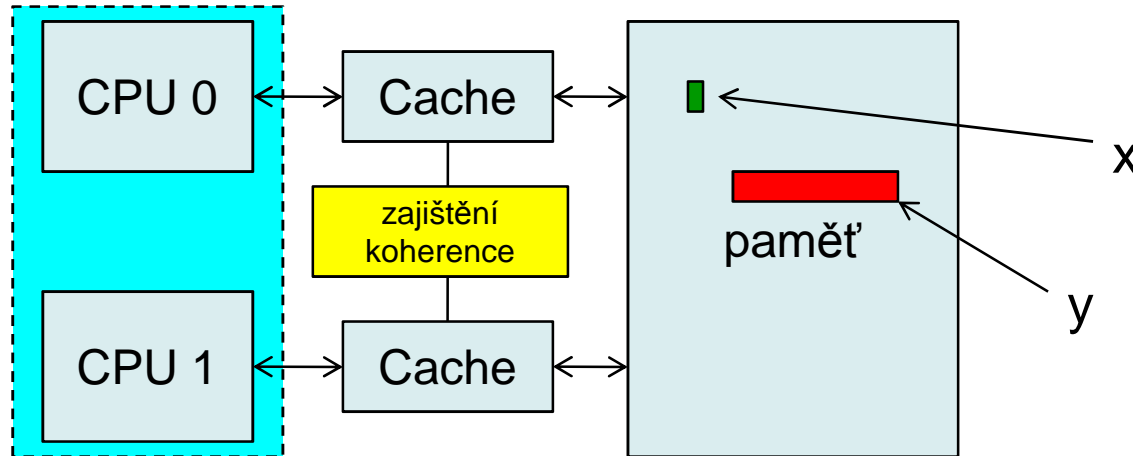 CPU 0
Cache
x
zajištění
koherence
paměť
y
CPU 1
Cache